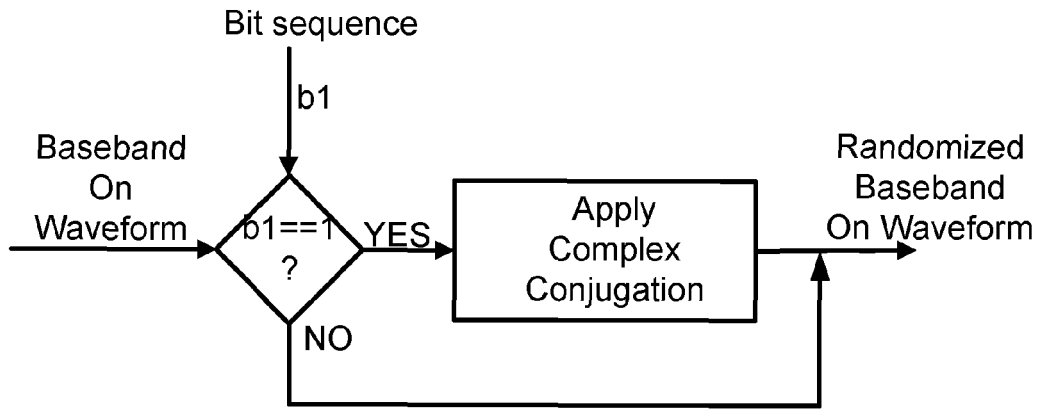 Bit sequence
b1
Baseband
On
Waveform
b1==1
?
YES
NO
Apply
Complex
Conjugation
Randomized
Baseband
On Waveform